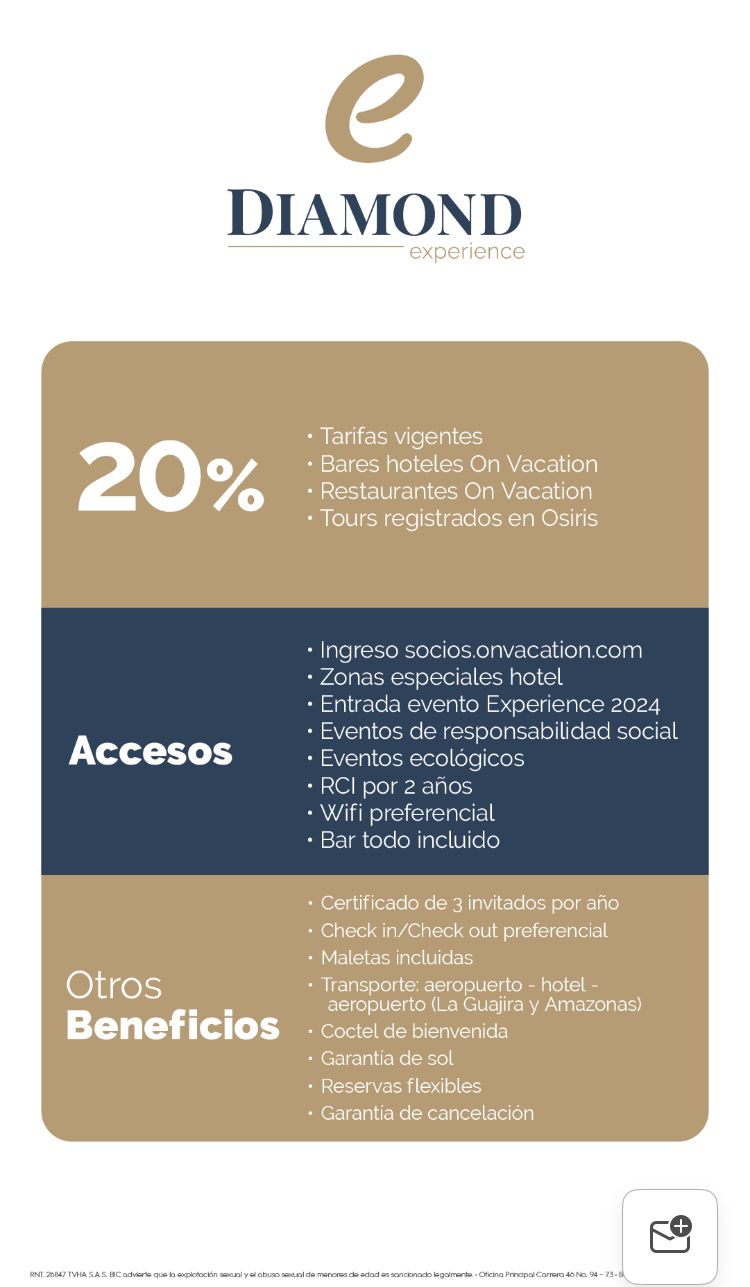 e
DIAMOND
experience
20%
• Tarifas vigentes
• Bares hoteles On Vacation
• Restaurantes On Vacation
• Tours registrados en Osiris
Accesos
• Ingreso socios.onvacation.com
• Zonas especiales hotel
• Entrada evento Experience 2024
• Eventos de responsabilidad social
• Eventos ecológicos
• RCI por 2 años
• Wifi preferencial
• Bar todo incluido
Otros
Beneficios
• Certificado de 3 invitados por año
• Check in/Check out preferencial
• Maletas incluidas
• Transporte: aeropuerto - hotel -
aeropuerto (La Guajira y Amazonas)
• Coctel de bienvenida
• Garantía de sol
• Reservas flexibles
• Garantía de cancelación
RNT. 26847 TVHA S.A.S. BIC advierte que la explotación sexual y el abuso sexual de menores de edad es sancionado legalmente. - Oficina Principal Carrera 46 No. 94 - 73 - B